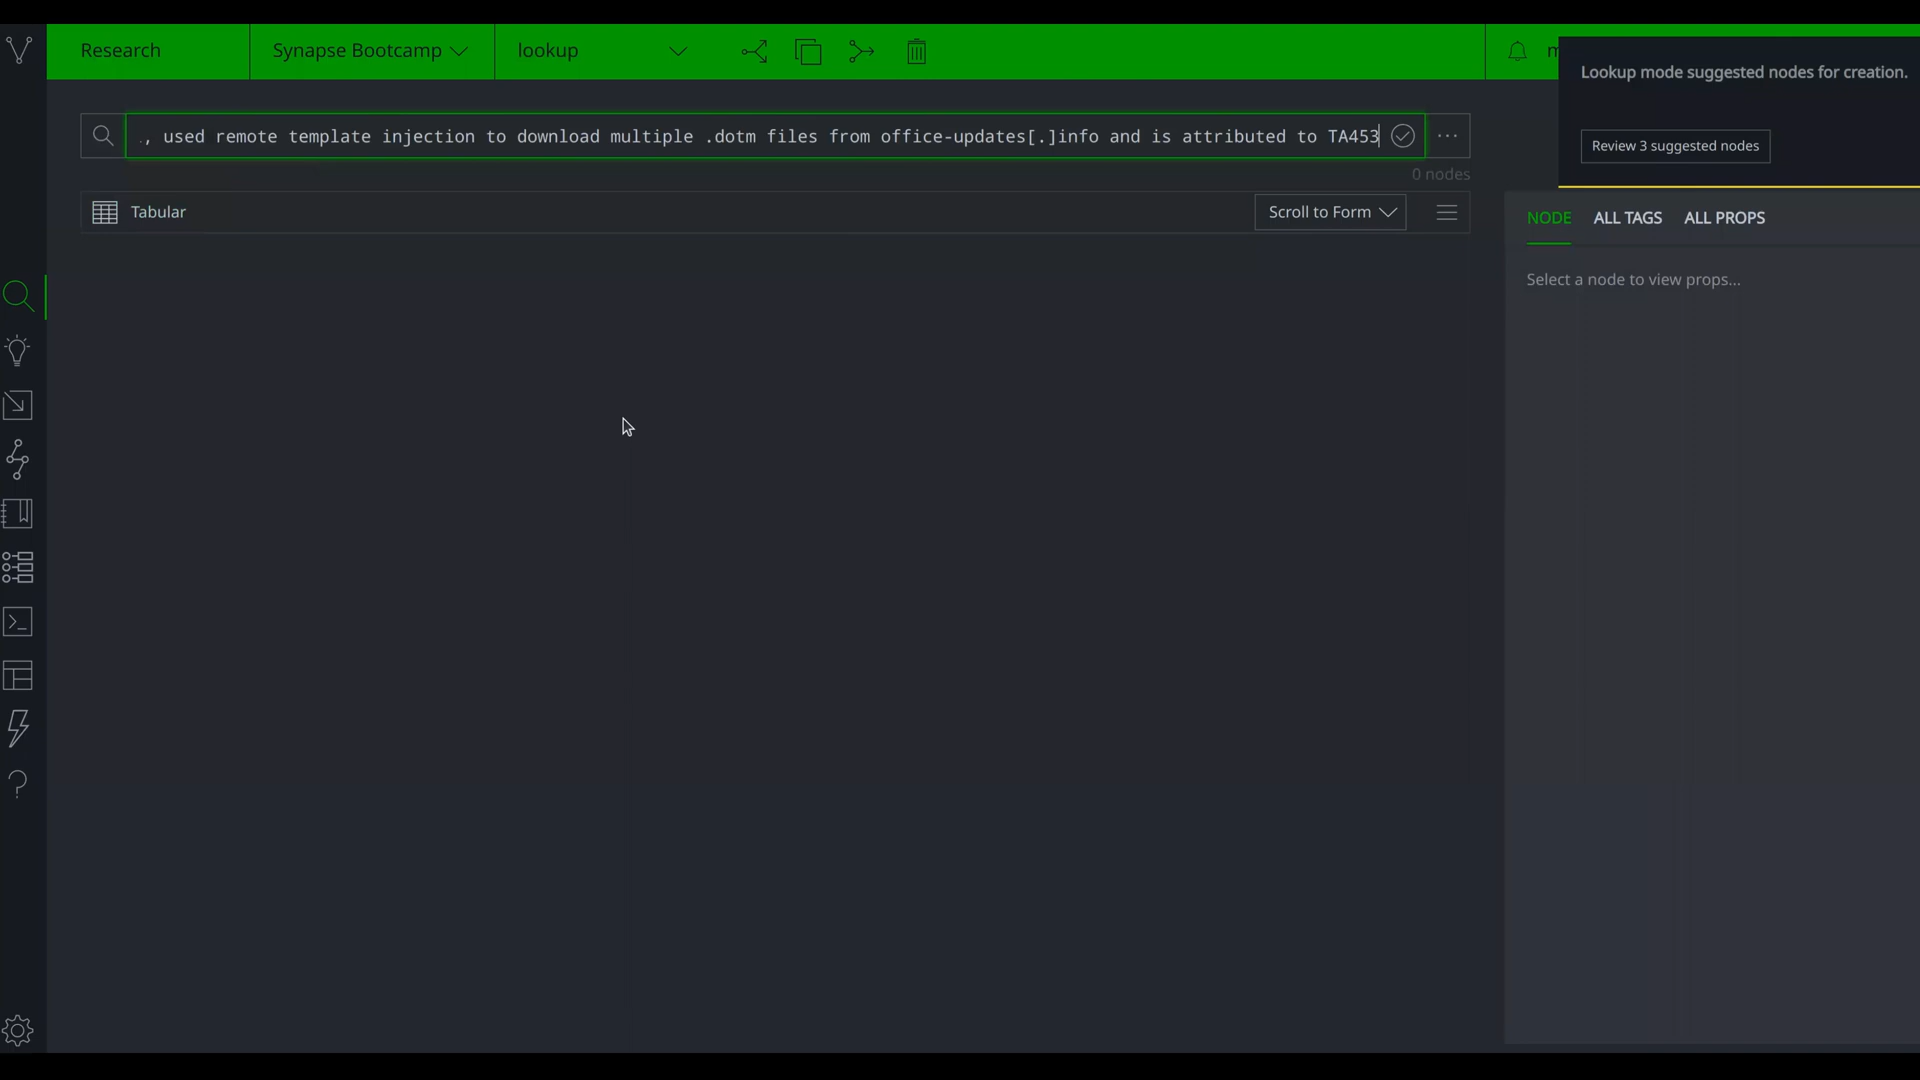 Research
Synapse Bootcamp
lookup
Lookup mode suggested nodes for creation.
., used remote template injection to download multiple .dotm files from office-updates[.]info and is attributed to TA453
Review 3 suggested nodes
0 nodes
Tabular
Scroll to Form
NODE ALL TAGS ALL PROPS
Select a node to view props...